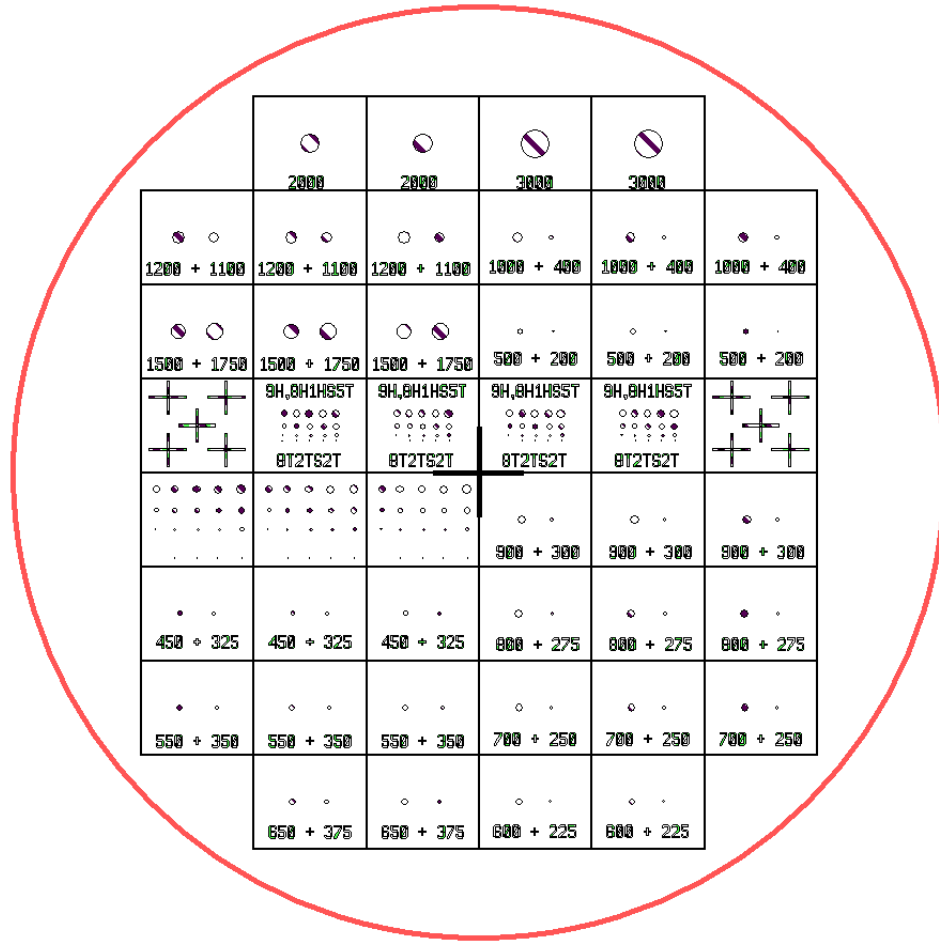 2000 2000 3000 3000
1200 + 1100 1200 + 1100 1200 + 1100 1000 + 400 1000 + 400 1000 + 400
1500 + 1750 1500 + 1750 1500 + 1750 500 + 200 500 + 200 500 + 200
9H,8H1HS5T 9H,8H1HS5T 9H,8H1HS5T 9H,8H1HS5T
8T2TS2T 8T2TS2T 8T2TS2T 8T2TS2T
900 + 300 900 + 300 900 + 300
450 + 325 450 + 325 450 + 325 800 + 275 800 + 275 800 + 275
550 + 350 550 + 350 550 + 350 700 + 250 700 + 250 700 + 250
650 + 375 650 + 375 600 + 225 600 + 225